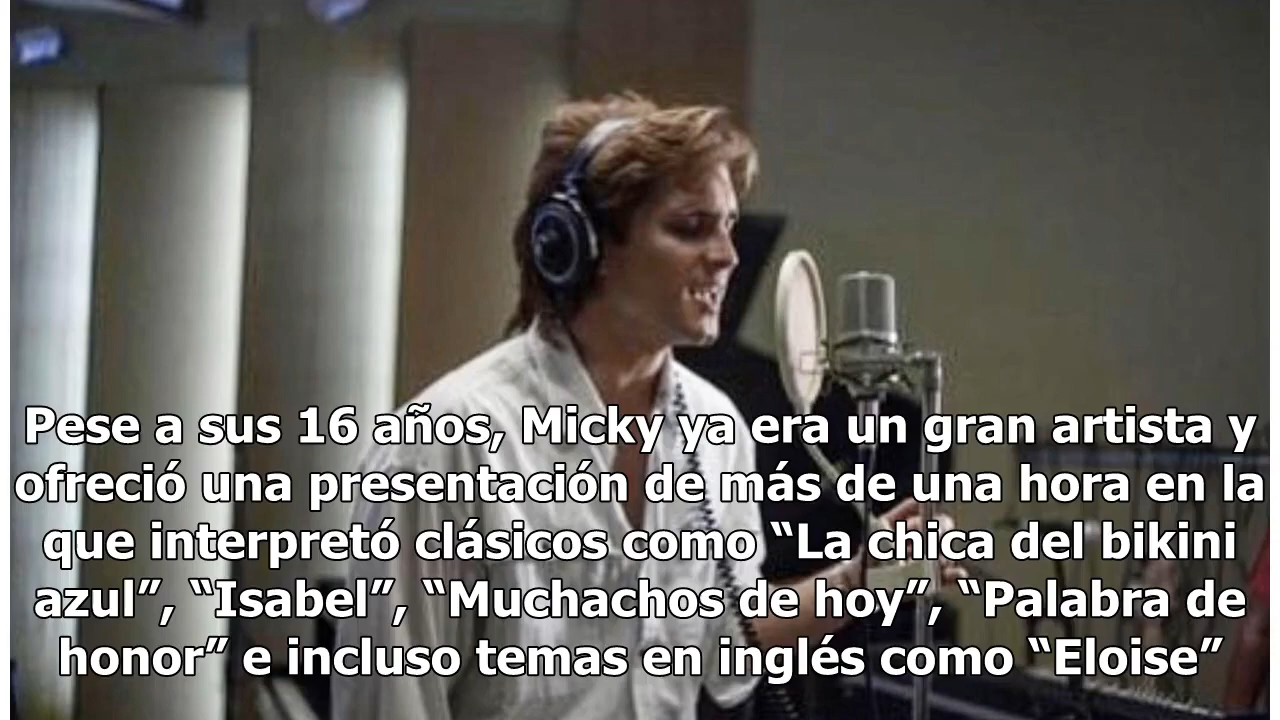 Pese a sus 16 años, Micky ya era un gran artista y
ofreció una presentación de más de una hora en la
que interpretó clásicos como “La chica del bikini
azul”, “Isabel”, “Muchachos de hoy”, “Palabra de
honor” e incluso temas en inglés como “Eloise”